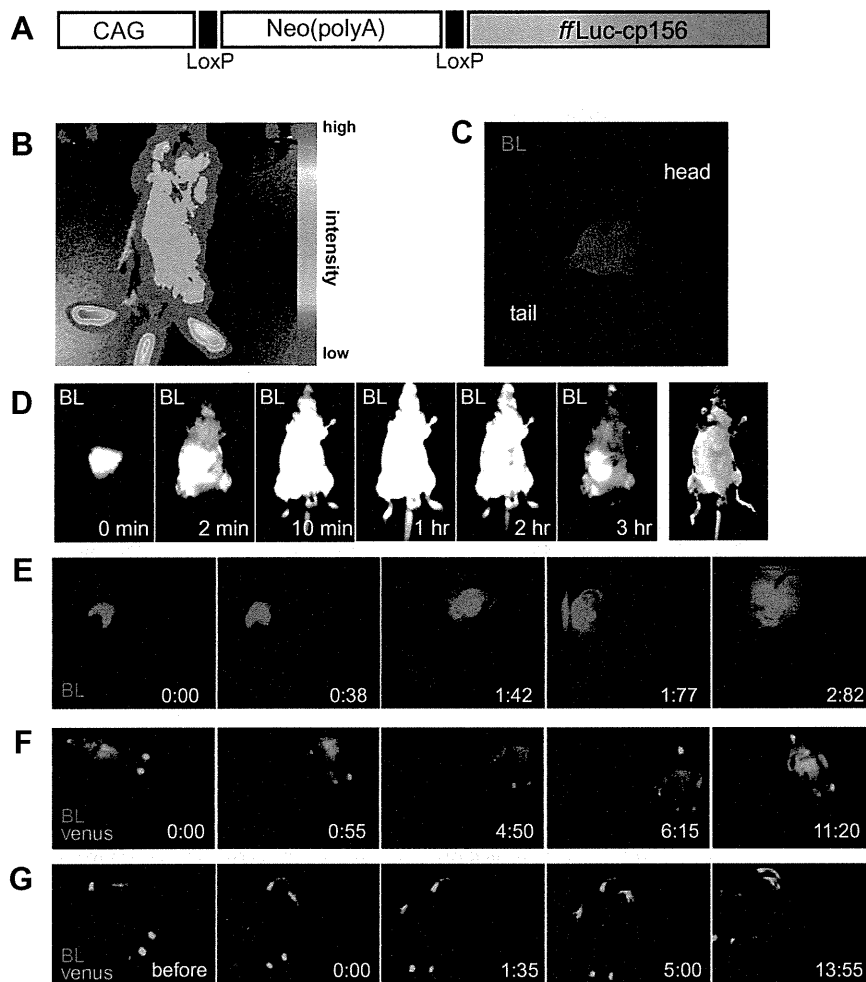 A
CAG
Neo(polyA)
ffLuc-cp156
LoxP
LoxP
B
high
intensity
low
C
BL
head
tail
D
BL
0 min
BL
2 min
BL
10 min
BL
1 hr
BL
2 hr
BL
3 hr
E
BL
0:00
0:38
1:42
1:77
2:82
F
BL
venus
0:00
0:55
4:50
6:15
11:20
G
BL
venus
before
0:00
1:35
5:00
13:55